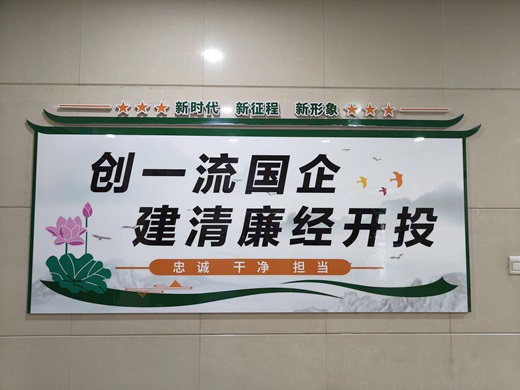 新时代 新征程 新形象
创一流国企
建清廉经开投
忠诚 干净 担当